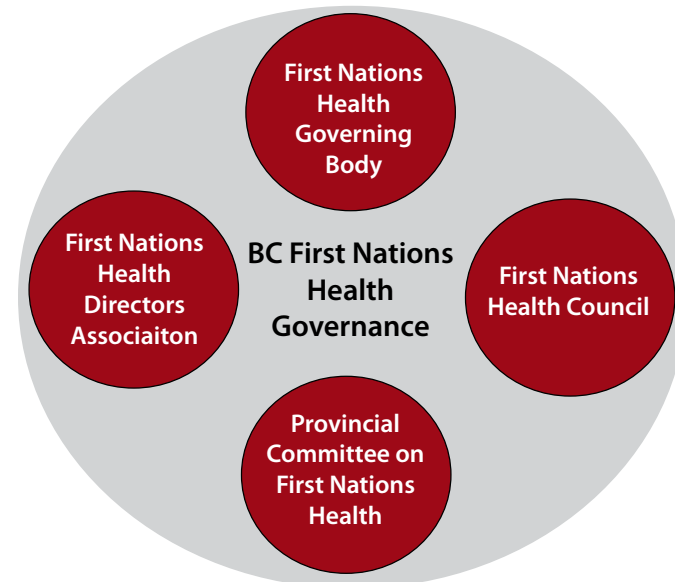 First Nations
Health
Governing
Body
First Nations
Health
Directors
Associaiton
BC First Nations
Health
Governance
First Nations
Health Council
Provincial
Committee on
First Nations
Health